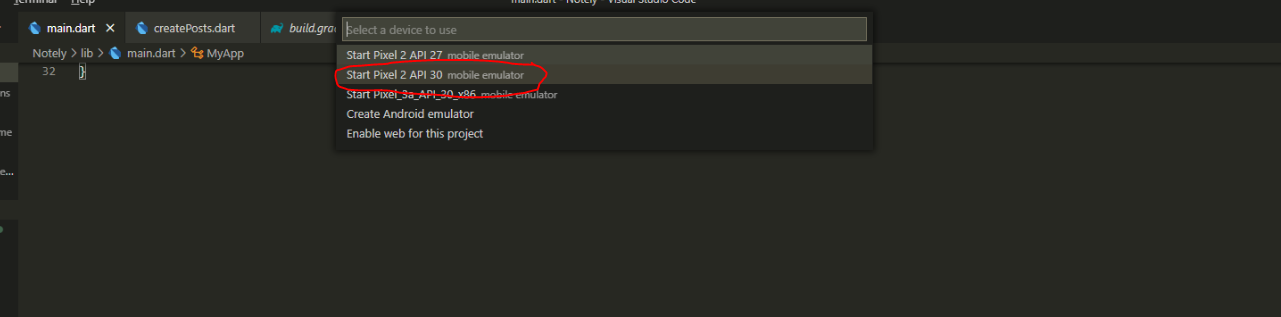 Terminal Help
main.dart - Notely - Visual Studio Code
main.dart × createPosts.dart build.grad
Select a device to use
Notely > lib > main.dart > MyApp
32 }
Start Pixel 2 API 27 mobile emulator
Start Pixel 2 API 30 mobile emulator
Start Pixel_3a_API_30_x86 mobile emulator
Create Android emulator
Enable web for this project
ns
me
e...